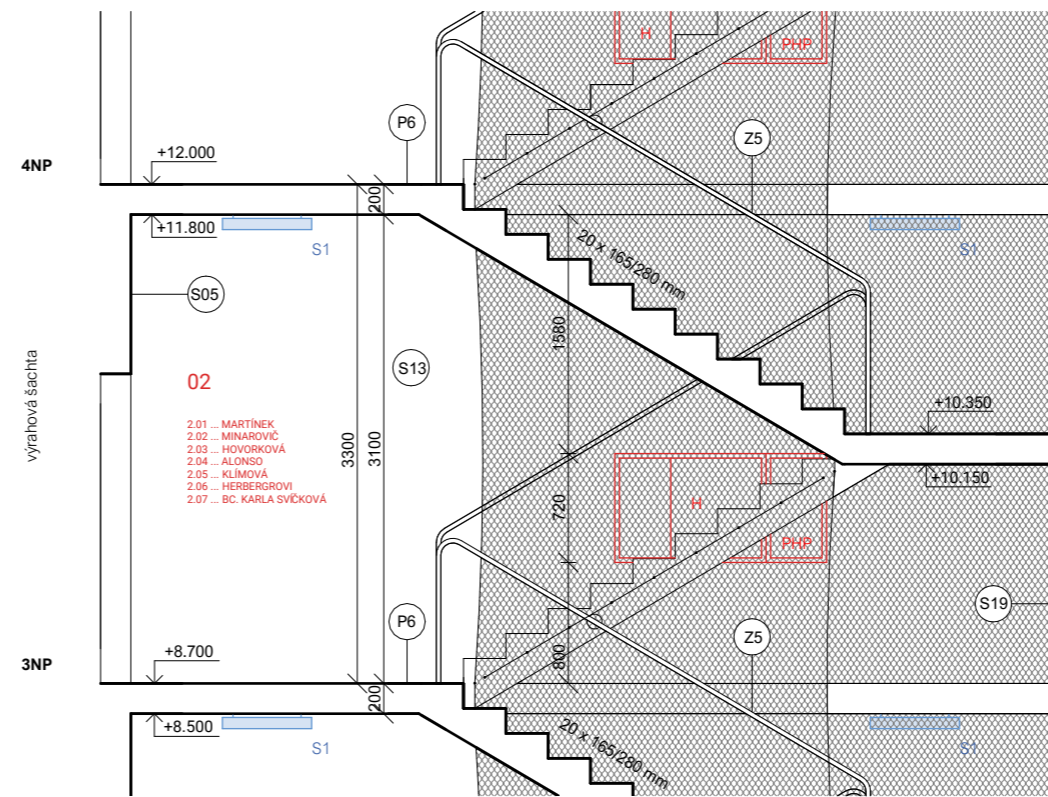 H
PHP
P6
Z5
4NP
+12.000
200
+11.800
S1
S1
20 x 165/280 mm
S05
1580
výrahová šachta
S13
02
+10.350
2.01 ... MARTÍNEK
2.02 ... MINAROVIČ
2.03 ... HOVORKOVÁ
2.04 ... ALONSO
2.05 ... KLÍMOVÁ
2.06 ... HERBERGROVI
2.07 ... BC. KARLA SVÍČKOVÁ
3300
3100
+10.150
720
H
PHP
S19
P6
Z5
800
3NP
+8.700
200
+8.500
S1
S1
20 x 165/280 mm